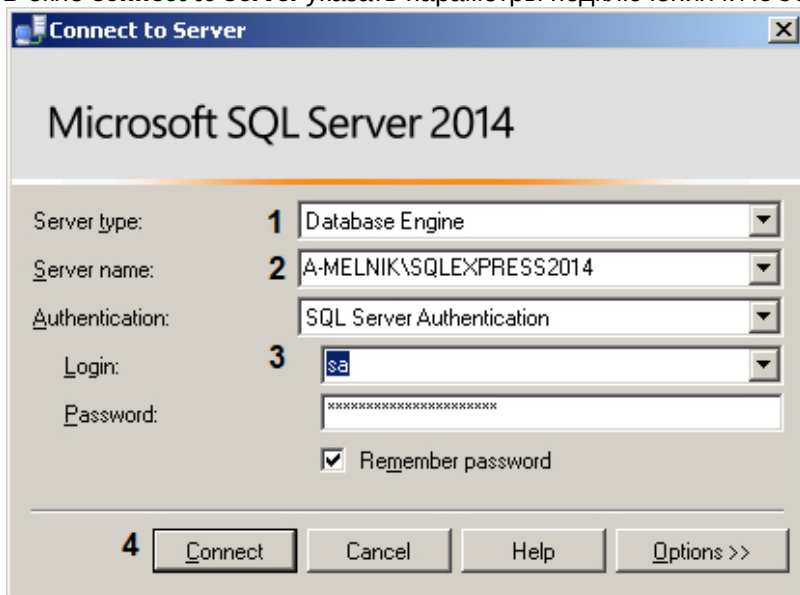 Connect to Server
Microsoft SQL Server 2014
Server type: 1 Database Engine
Server name: 2 A-MELNIK\SQLEXPRESS2014
Authentication: SQL Server Authentication
Login: 3 sa
Password: **********************
Remember password
4 Connect Cancel Help Options >>